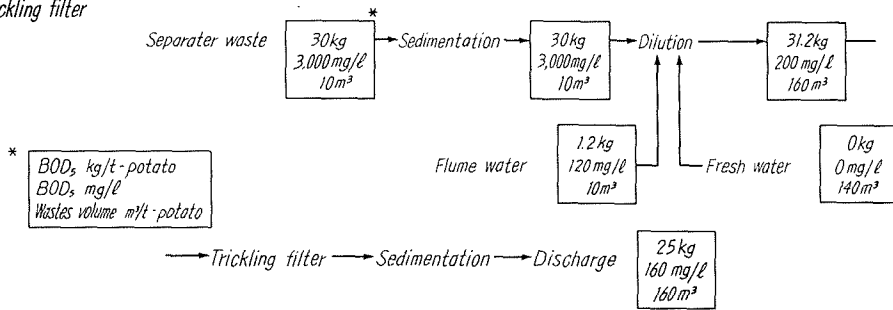 ckling filter
Separater waste
30kg
3,000mg/l
10m³
*
Sedimentation
30kg
3,000mg/l
10m³
Dilution
31.2kg
200mg/l
160m³
*
BOD₅ kg/t-potato
BOD₅ mg/l
Wastes volume m³/t-potato
Flume water
1.2kg
120mg/l
10m³
Fresh water
0kg
0mg/l
140m³
Trickling filter
Sedimentation
Discharge
25kg
160mg/l
160m³